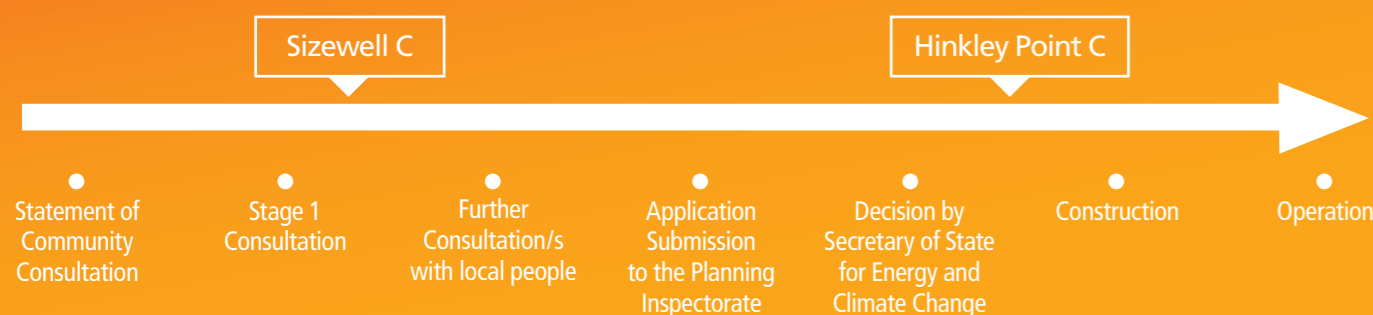 Sizewell C
Hinkley Point C
Statement of
Community
Consultation
Stage 1
Consultation
Further
Consultation/s
with local people
Application
Submission
to the Planning
Inspectorate
Decision by
Secretary of State
for Energy and
Climate Change
Construction
Operation